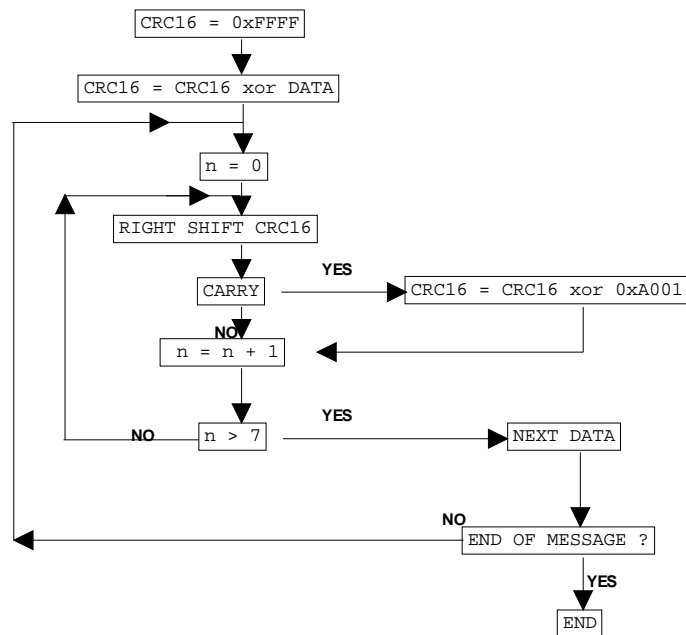 CRC16 = 0xFFFF
CRC16 = CRC16 xor DATA
n = 0
RIGHT SHIFT CRC16
YES
CARRY
CRC16 = CRC16 xor 0xA001
NO
n = n + 1
YES
NO
n > 7
NEXT DATA
NO
END OF MESSAGE ?
YES
END